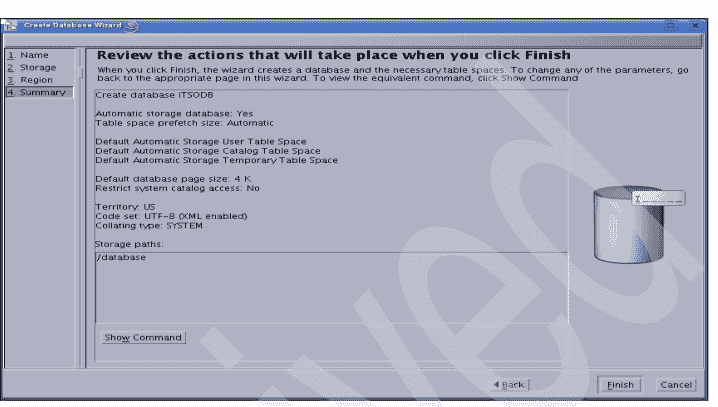 Create Database Wizard
1. Name
2. Storage
3. Region
4. Summary
Review the actions that will take place when you click Finish
When you click Finish, the wizard creates a database and the necessary table spaces. To change any of the parameters, go
back to the appropriate page in this wizard. To view the equivalent command, click Show Command
Create database ITSODB
Automatic storage database: Yes
Table space prefetch size: Automatic
Default Automatic Storage User Table Space
Default Automatic Storage Catalog Table Space
Default Automatic Storage Temporary Table Space
Default database page size: 4 K
Restrict system catalog access: No
Territory: US
Code set: UTF-8 (XML enabled)
Collating type: SYSTEM
Storage paths:
/database
Show Command
Back
Finish
Cancel